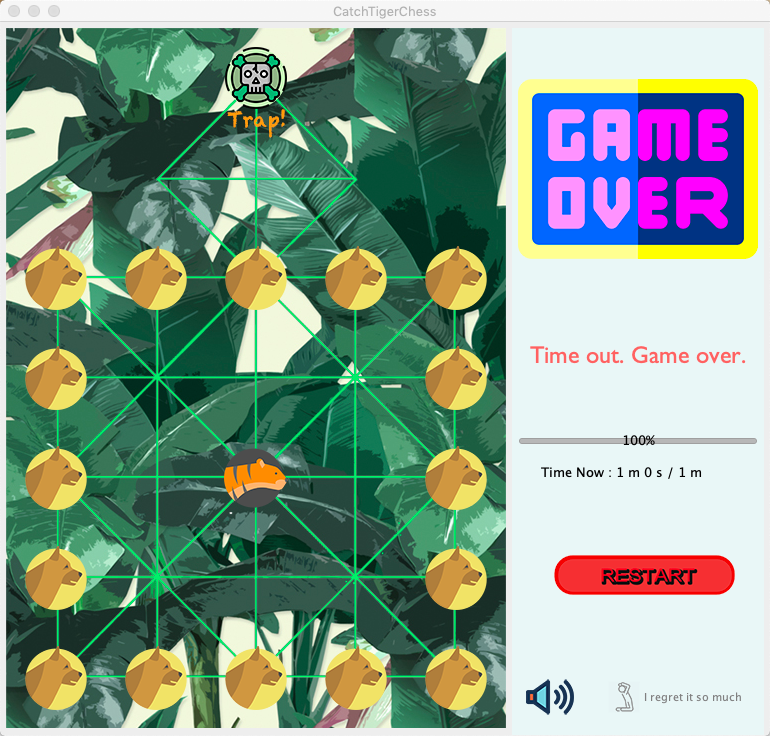 CatchTigerChess
Trap!
GAME
OVER
Time out. Game over.
100%
Time Now : 1 m 0 s / 1 m
RESTART
I regret it so much